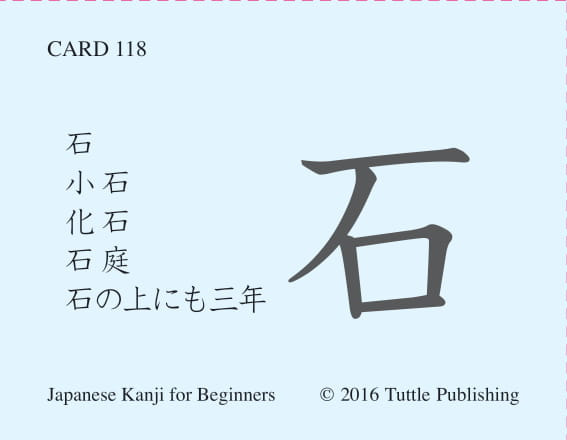 CARD 118
石
小石
化石
石庭
石の上にも三年
石
Japanese Kanji for Beginners © 2016 Tuttle Publishing